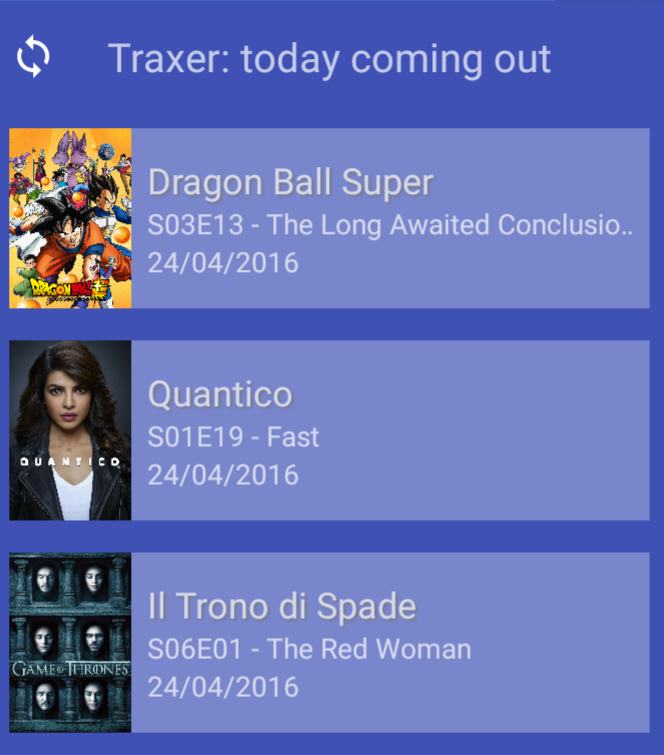 Traxer: today coming out
Dragon Ball Super
S03E13 - The Long Awaited Conclusio..
24/04/2016
DRAGON BALL
Quantico
S01E19 - Fast
24/04/2016
QUANTICO
Il Trono di Spade
S06E01 - The Red Woman
24/04/2016
GAME OF THRONES